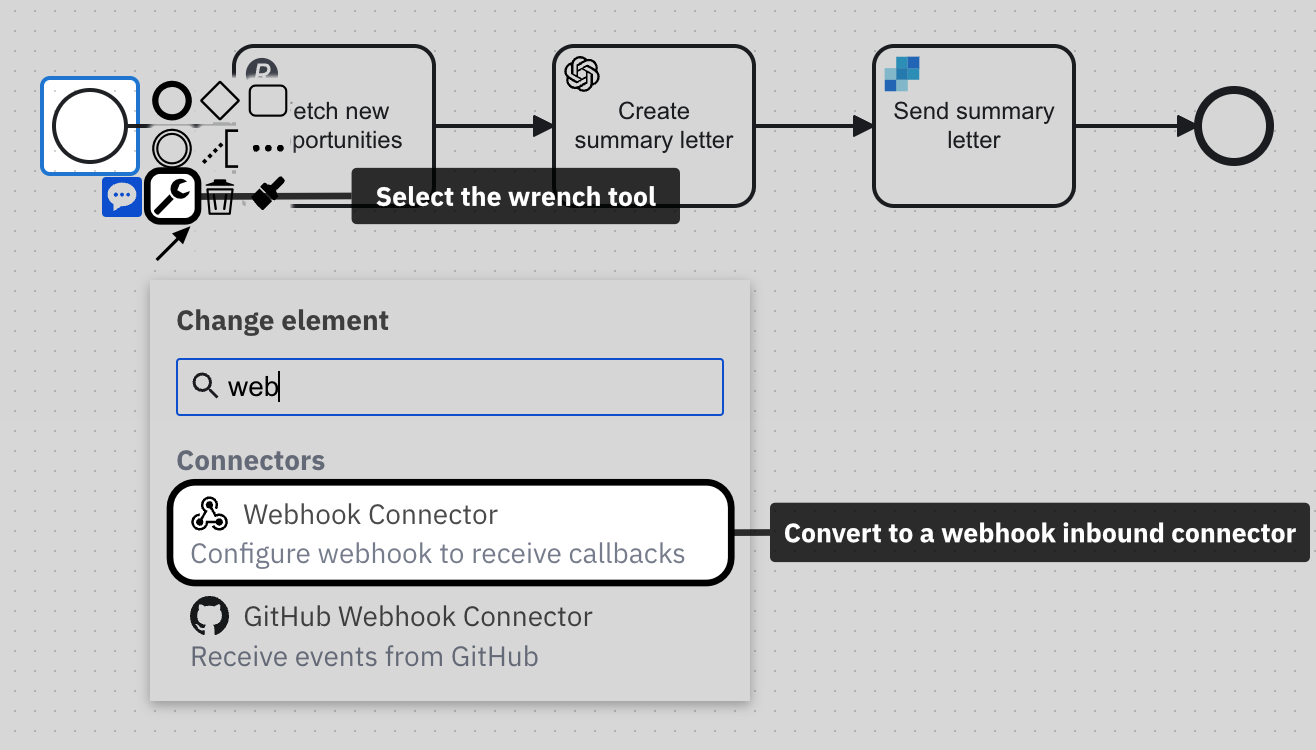 etch new
portunities
Create
summary letter
Send summary
letter
Select the wrench tool
Change element
web
Connectors
Webhook Connector
Configure webhook to receive callbacks
Convert to a webhook inbound connector
GitHub Webhook Connector
Receive events from GitHub